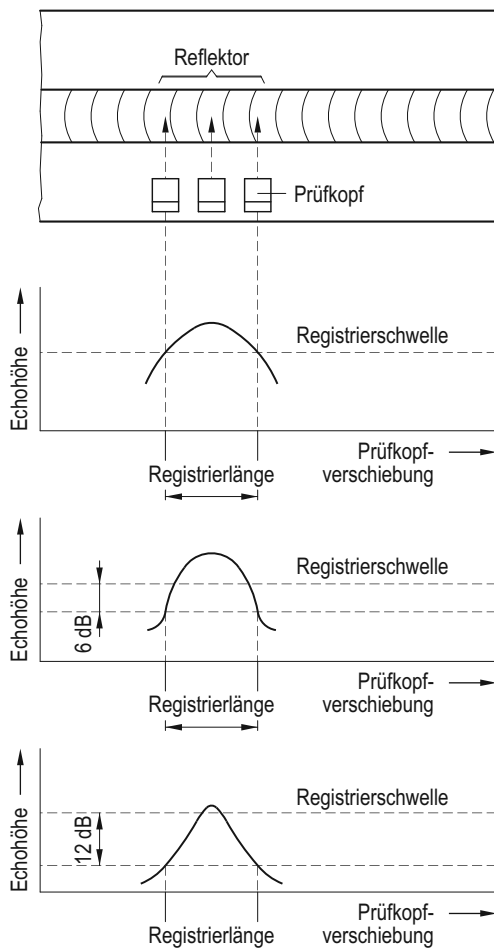 Reflektor
Prüfkopf
Echohöhe
Registrierschwelle
Registrierlänge
Prüfkopf-
verschiebung
Echohöhe
6 dB
Registrierschwelle
Registrierlänge
Prüfkopf-
verschiebung
Echohöhe
12 dB
Registrierschwelle
Registrierlänge
Prüfkopf-
verschiebung